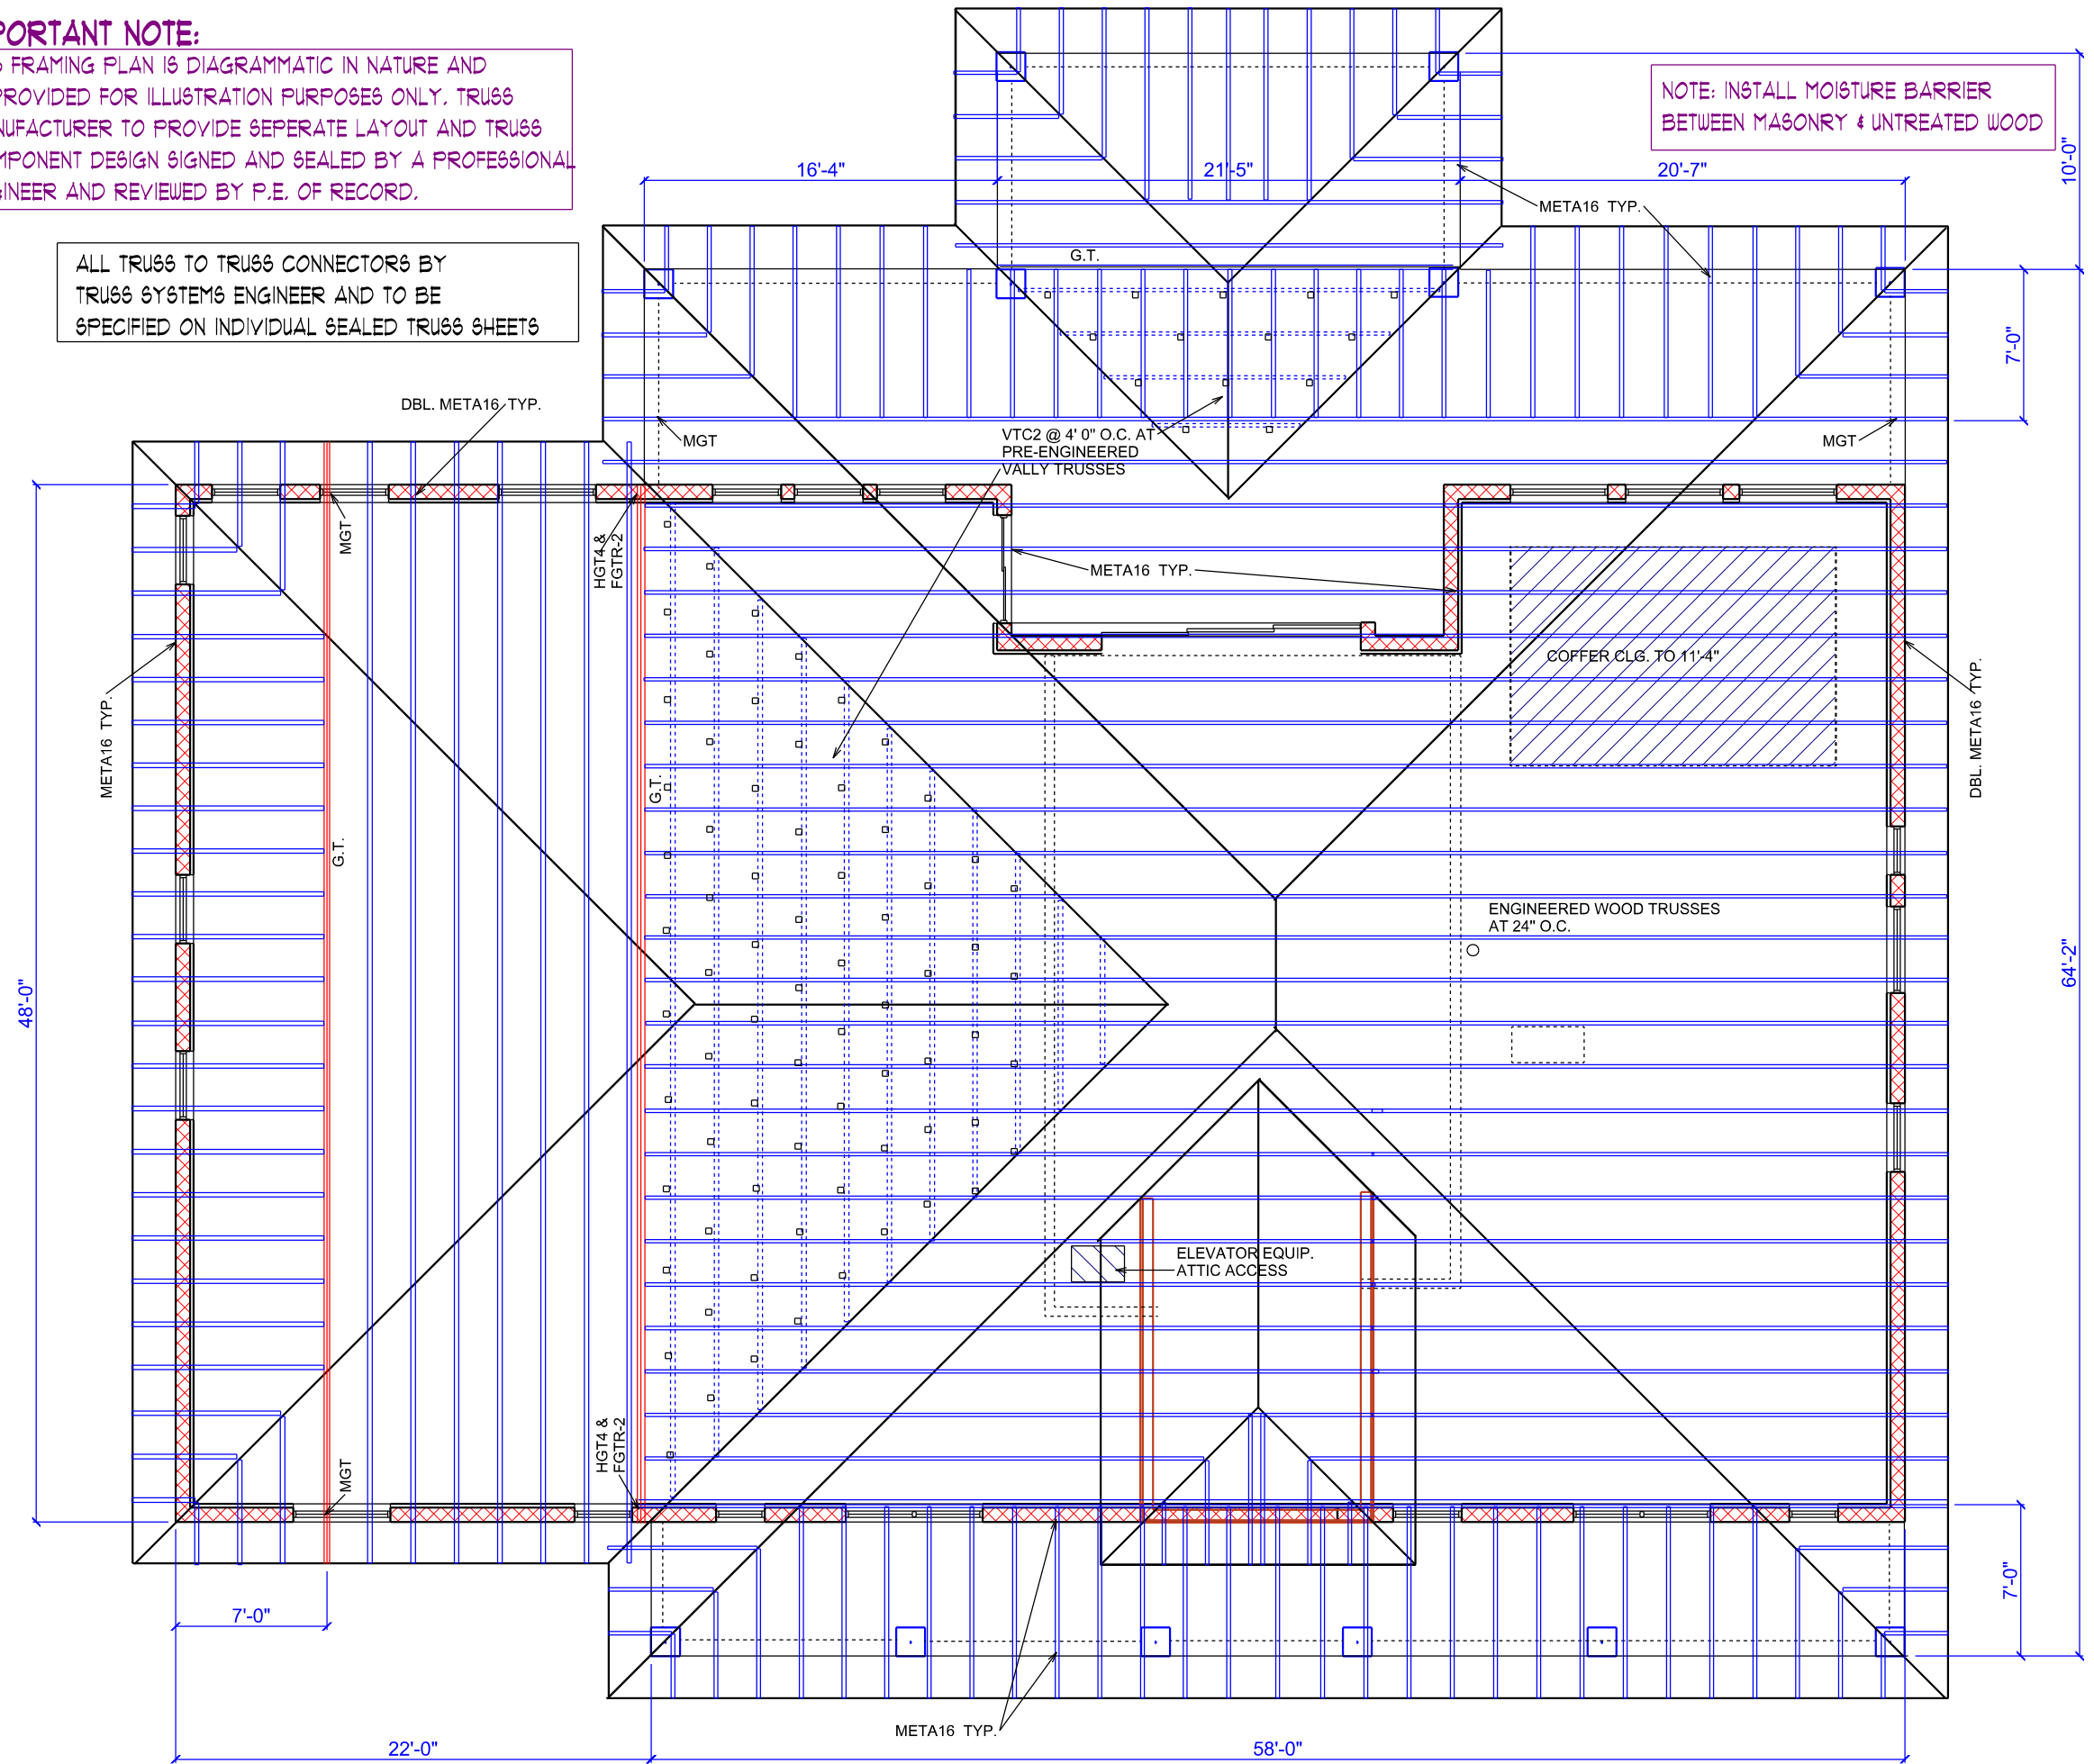 PORTANT NOTE:
FRAMING PLAN IS DIAGRAMMATIC IN NATURE AND
PROVIDED FOR ILLUSTRATION PURPOSES ONLY. TRUSS
NUFACTURER TO PROVIDE SEPERATE LAYOUT AND TRUSS
MPONENT DESIGN SIGNED AND SEALED BY A PROFESSIONAL
GINEER AND REVIEWED BY P.E. OF RECORD.
NOTE: INSTALL MOISTURE BARRIER
BETWEEN MASONRY & UNTREATED WOOD
ALL TRUSS TO TRUSS CONNECTORS BY
TRUSS SYSTEMS ENGINEER AND TO BE
SPECIFIED ON INDIVIDUAL SEALED TRUSS SHEETS
16'-4"
21'-5"
20'-7"
10'-0"
META16 TYP.
G.T.
7'-0"
DBL. META16 TYP.
MGT
VTC2 @ 4' 0" O.C. AT
PRE-ENGINEERED
VALLY TRUSSES
MGT
MGT
HGT4 &
FGTR-2
META16 TYP.
COFFER CLG. TO 11'-4"
META16 TYP.
DBL. META16 TYP.
G.T.
G.T.
ENGINEERED WOOD TRUSSES
AT 24" O.C.
48'-0"
64'-2"
ELEVATOR EQUIP.
ATTIC ACCESS
HGT4 &
FGTR-2
MGT
7'-0"
7'-0"
META16 TYP.
22'-0"
58'-0"